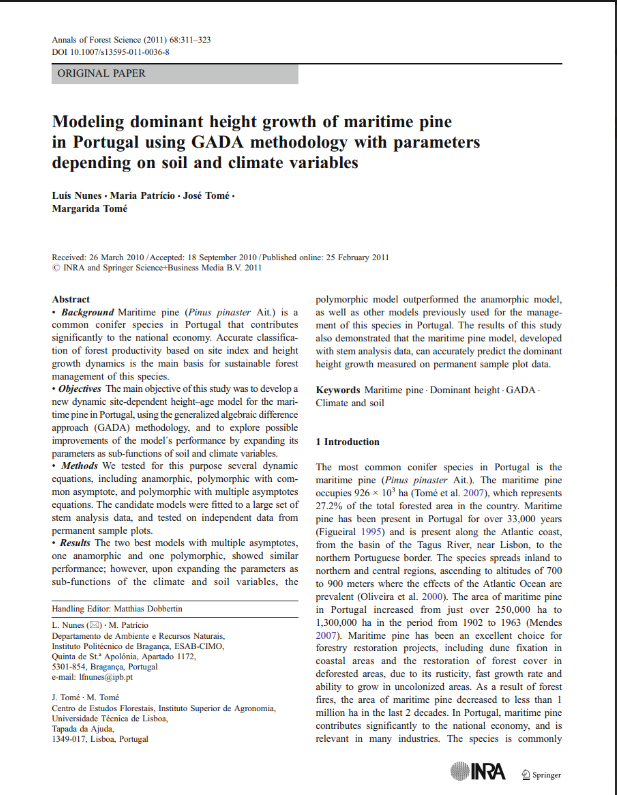 Annals of Forest Science (2011) 68:311–323
DOI 10.1007/s13595-011-0036-8
ORIGINAL PAPER
Modeling dominant height growth of maritime pine
in Portugal using GADA methodology with parameters
depending on soil and climate variables
Luís Nunes · Maria Patrício · José Tomé ·
Margarida Tomé
Received: 26 March 2010 / Accepted: 18 September 2010 / Published online: 25 February 2011
© INRA and Springer Science+Business Media B.V. 2011
Abstract
• Background Maritime pine (Pinus pinaster Ait.) is a
common conifer species in Portugal that contributes
significantly to the national economy. Accurate classifica-
tion of forest productivity based on site index and height
growth dynamics is the main basis for sustainable forest
management of this species.
• Objectives The main objective of this study was to develop a
new dynamic site-dependent height–age model for the mari-
time pine in Portugal, using the generalized algebraic difference
approach (GADA) methodology, and to explore possible
improvements of the model´s performance by expanding its
parameters as sub-functions of soil and climate variables.
• Methods We tested for this purpose several dynamic
equations, including anamorphic, polymorphic with com-
mon asymptote, and polymorphic with multiple asymptotes
equations. The candidate models were fitted to a large set of
stem analysis data, and tested on independent data from
permanent sample plots.
• Results The two best models with multiple asymptotes,
one anamorphic and one polymorphic, showed similar
performance; however, upon expanding the parameters as
sub-functions of the climate and soil variables, the
Handling Editor: Matthias Dobbertin
L. Nunes (✉) · M. Patrício
Departamento de Ambiente e Recursos Naturais,
Instituto Politécnico de Bragança, ESAB-CIMO,
Quinta de St.ª Apolónia, Apartado 1172,
5301-854, Bragança, Portugal
e-mail: lfnunes@ipb.pt
J. Tomé · M. Tomé
Centro de Estudos Florestais, Instituto Superior de Agronomia,
Universidade Técnica de Lisboa,
Tapada da Ajuda,
1349-017, Lisboa, Portugal
polymorphic model outperformed the anamorphic model,
as well as other models previously used for the manage-
ment of this species in Portugal. The results of this study
also demonstrated that the maritime pine model, developed
with stem analysis data, can accurately predict the dominant
height growth measured on permanent sample plot data.
Keywords Maritime pine · Dominant height · GADA ·
Climate and soil
1 Introduction
The most common conifer species in Portugal is the
maritime pine (Pinus pinaster Ait.). The maritime pine
occupies 926 × 10³ ha (Tomé et al. 2007), which represents
27.2% of the total forested area in the country. Maritime
pine has been present in Portugal for over 33,000 years
(Figueiral 1995) and is present along the Atlantic coast,
from the basin of the Tagus River, near Lisbon, to the
northern Portuguese border. The species spreads inland to
northern and central regions, ascending to altitudes of 700
to 900 meters where the effects of the Atlantic Ocean are
prevalent (Oliveira et al. 2000). The area of maritime pine
in Portugal increased from just over 250,000 ha to
1,300,000 ha in the period from 1902 to 1963 (Mendes
2007). Maritime pine has been an excellent choice for
forestry restoration projects, including dune fixation in
coastal areas and the restoration of forest cover in
deforested areas, due to its rusticity, fast growth rate and
ability to grow in uncolonized areas. As a result of forest
fires, the area of maritime pine decreased to less than 1
million ha in the last 2 decades. In Portugal, maritime pine
contributes significantly to the national economy, and is
relevant in many industries. The species is commonly
INRA
Springer